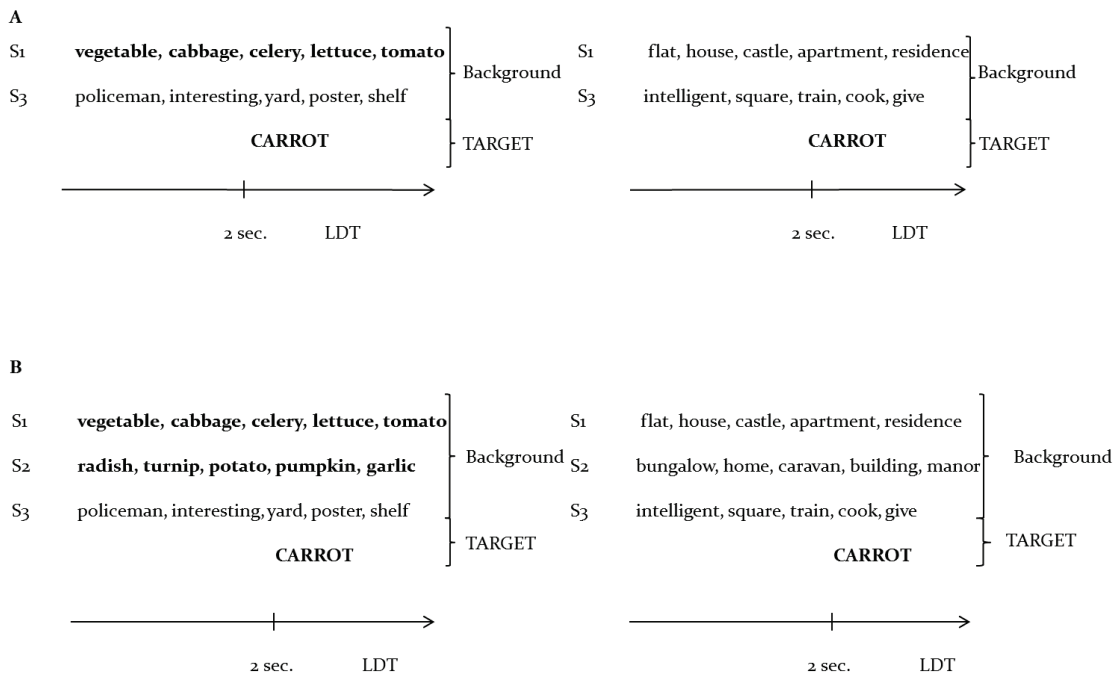 A
S1 vegetable, cabbage, celery, lettuce, tomato
S3 policeman, interesting, yard, poster, shelf
Background
CARROT
TARGET
2 sec. LDT
S1 flat, house, castle, apartment, residence
S3 intelligent, square, train, cook, give
Background
CARROT
TARGET
2 sec. LDT
B
S1 vegetable, cabbage, celery, lettuce, tomato
S2 radish, turnip, potato, pumpkin, garlic
S3 policeman, interesting, yard, poster, shelf
Background
CARROT
TARGET
2 sec. LDT
S1 flat, house, castle, apartment, residence
S2 bungalow, home, caravan, building, manor
S3 intelligent, square, train, cook, give
Background
CARROT
TARGET
2 sec. LDT